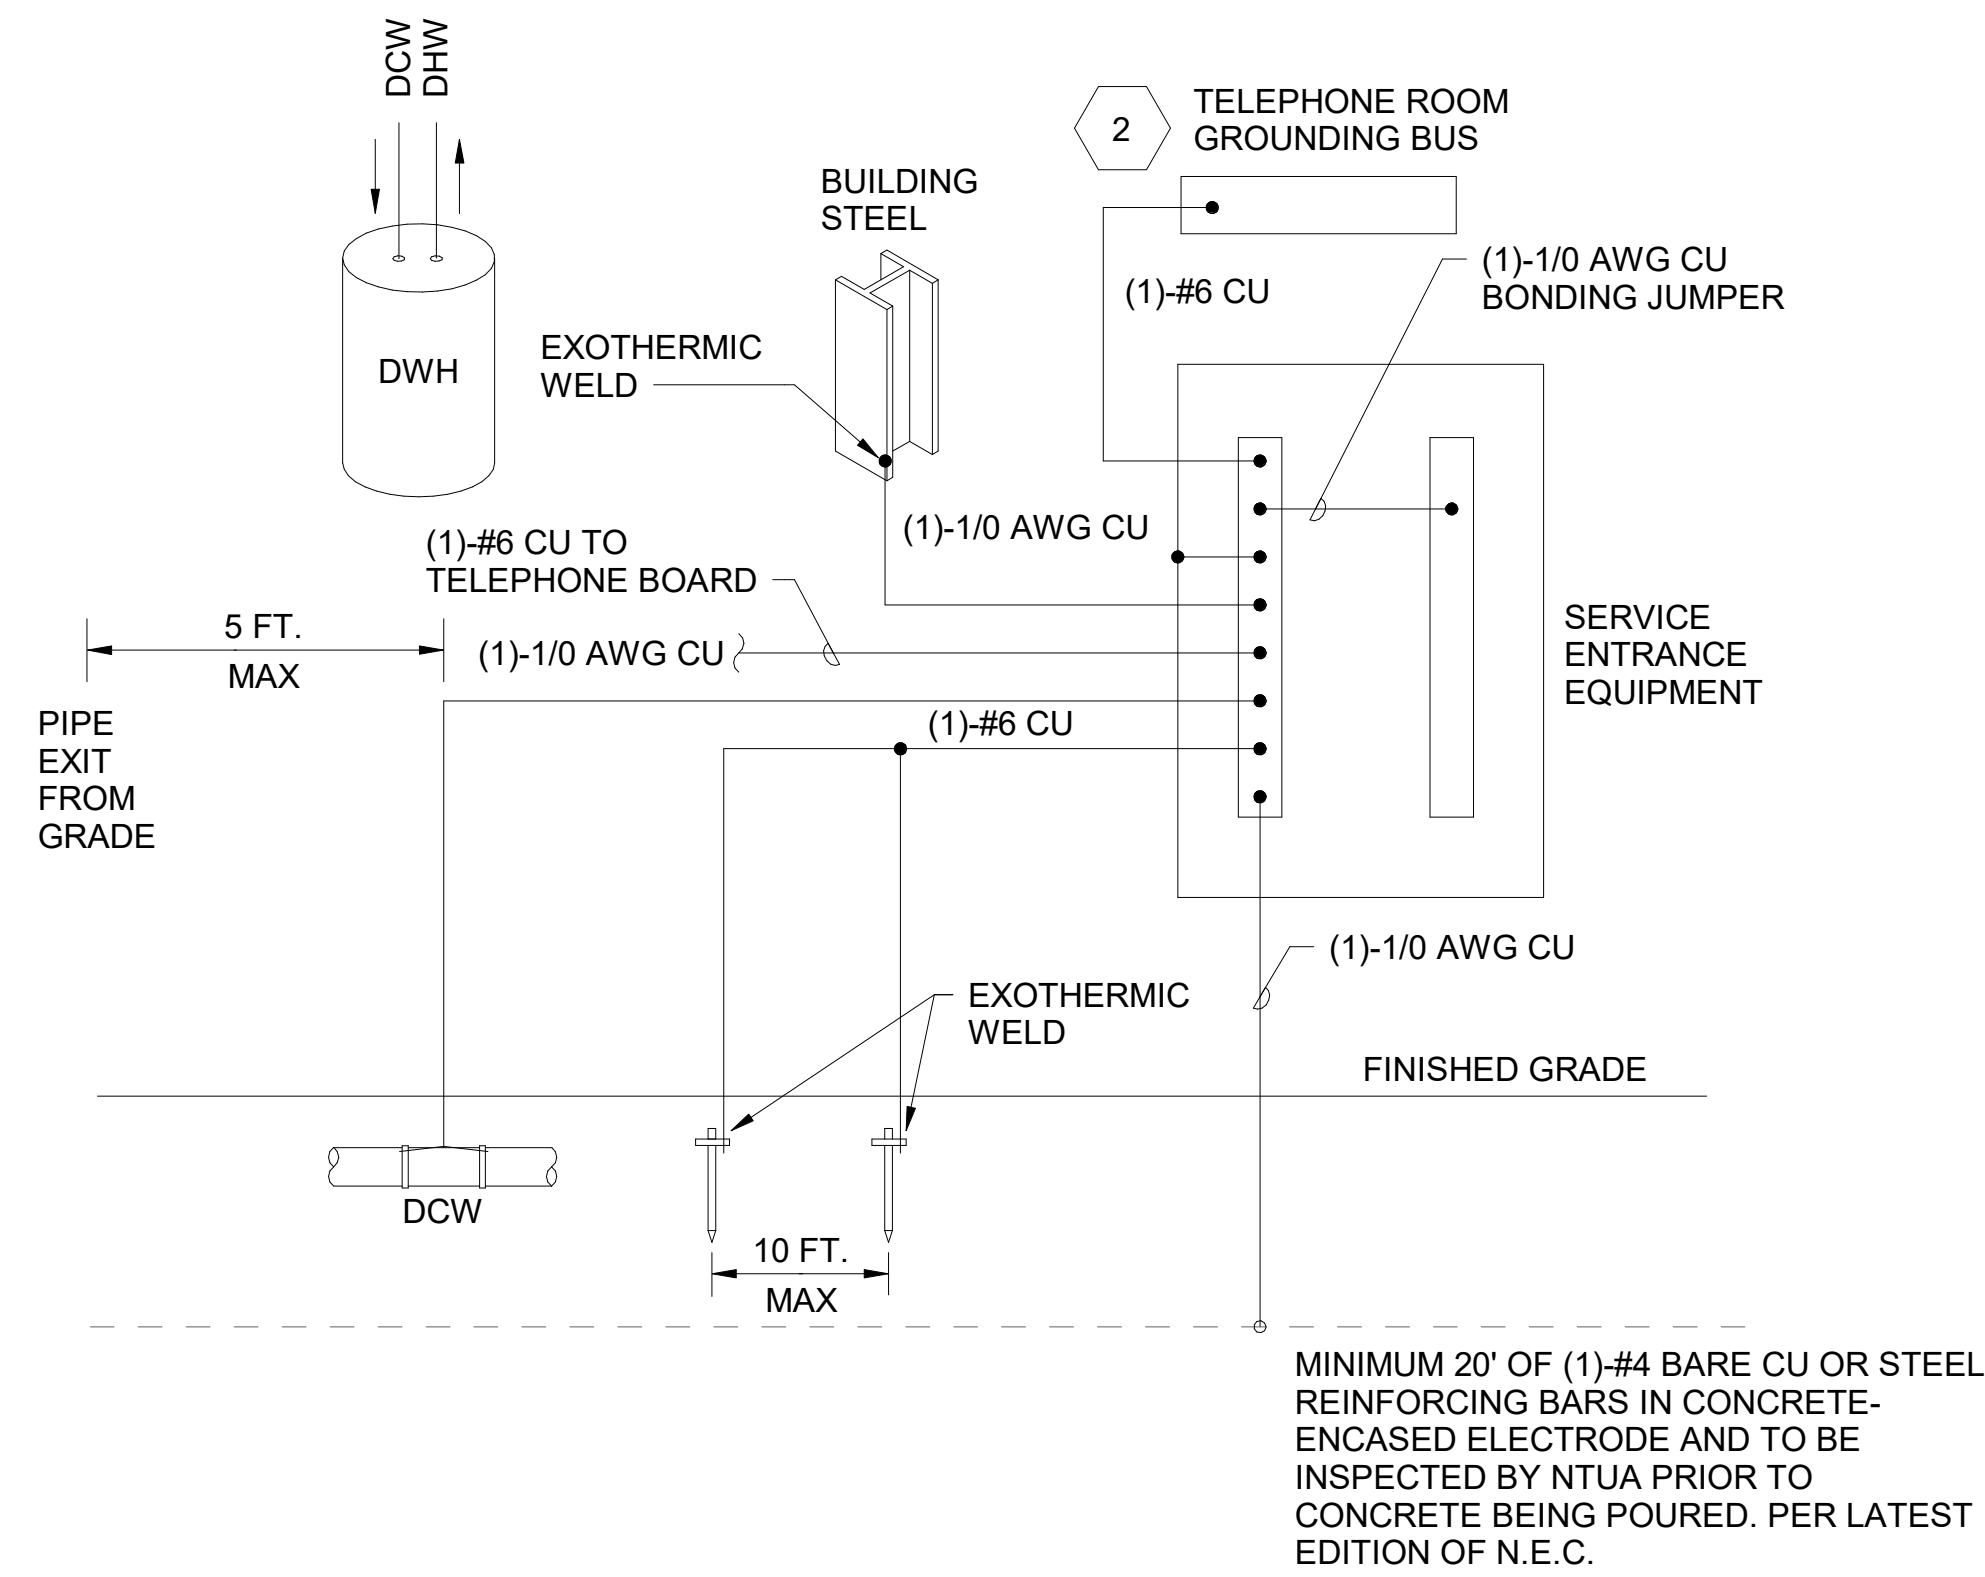 DCW
DHW
2
TELEPHONE ROOM
GROUNDING BUS
BUILDING
STEEL
(1)-1/0 AWG CU
BONDING JUMPER
(1)-#6 CU
EXOTHERMIC
WELD
DWH
(1)-1/0 AWG CU
(1)-#6 CU TO
TELEPHONE BOARD
5 FT.
MAX
(1)-1/0 AWG CU
SERVICE
ENTRANCE
EQUIPMENT
PIPE
EXIT
FROM
GRADE
(1)-#6 CU
(1)-1/0 AWG CU
EXOTHERMIC
WELD
FINISHED GRADE
DCW
10 FT.
MAX
MINIMUM 20' OF (1)-#4 BARE CU OR STEEL
REINFORCING BARS IN CONCRETE-
ENCASED ELECTRODE AND TO BE
INSPECTED BY NTUA PRIOR TO
CONCRETE BEING POURED. PER LATEST
EDITION OF N.E.C.